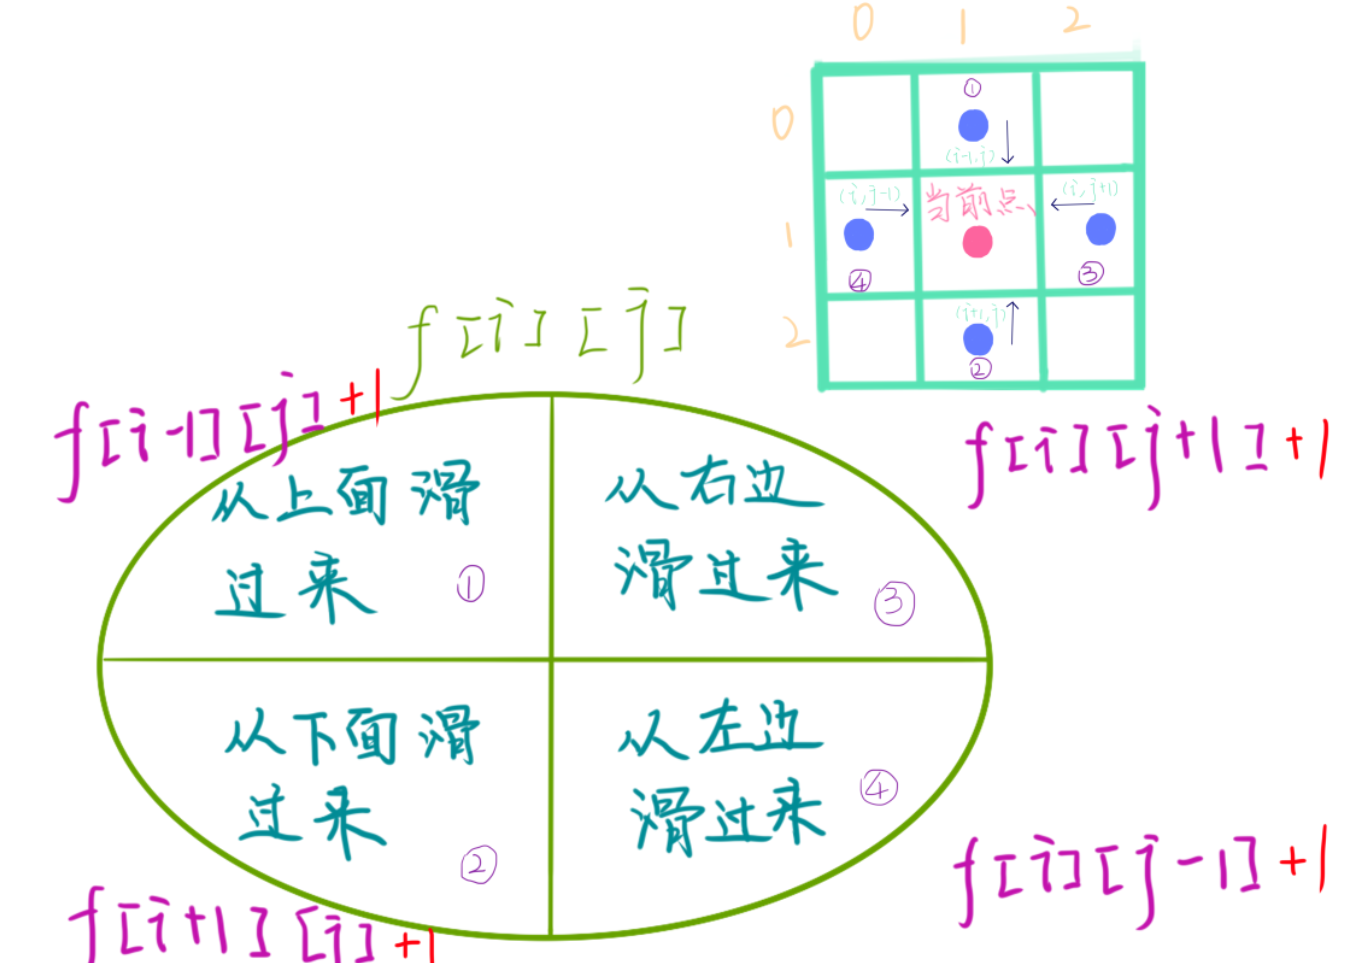 0 1 2
0
①
(i-1,j)
1
(i,j-1)
当前点
(i,j+1)
④
③
2
(i+1,j)
②
f[i][j]
f[i-1][j]+1
f[i][j+1]+1
从上面滑
过来
①
从右边
滑过来
③
从下面滑
过来
②
从左边
滑过来
④
f[i+1][j]+1
f[i][j-1]+1